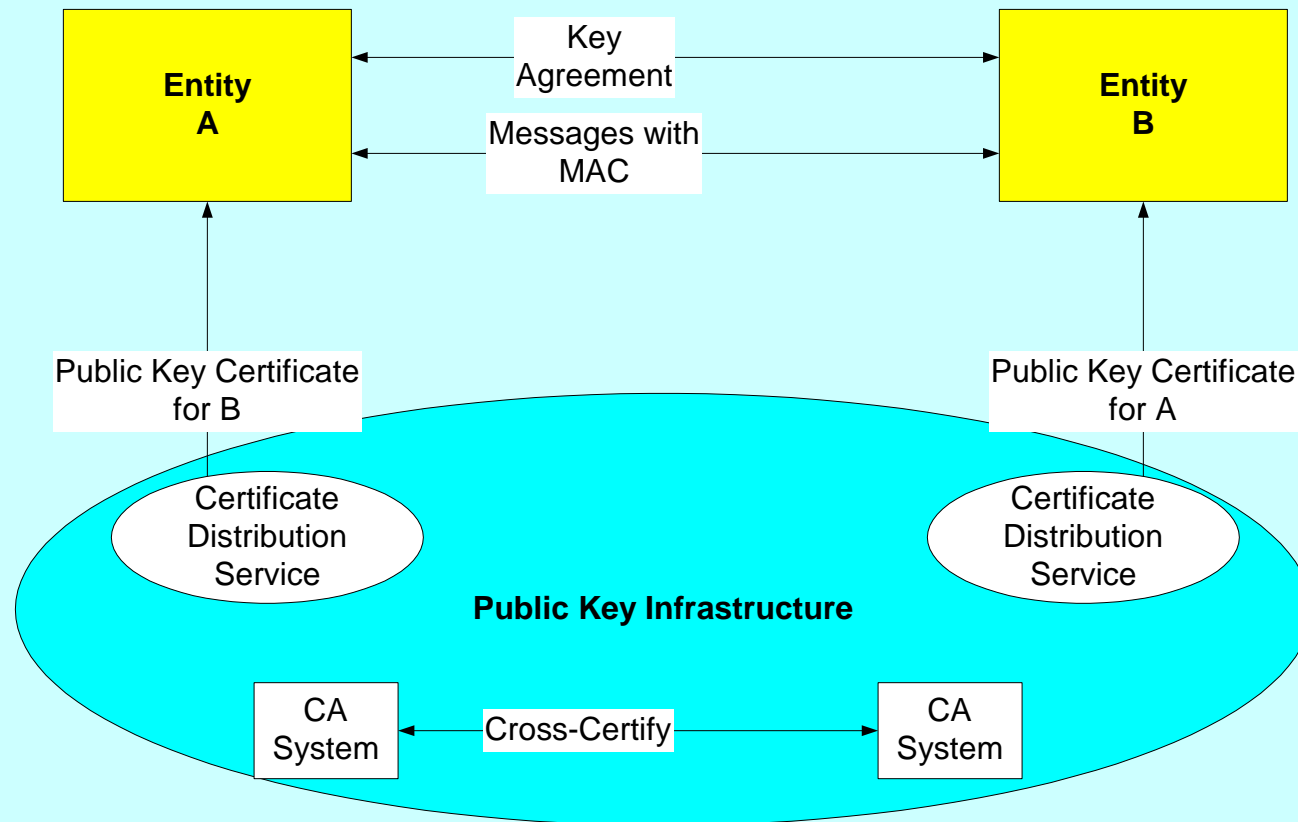 Entity
A
Key
Agreement
Entity
B
Messages with
MAC
Public Key Certificate
for B
Public Key Certificate
for A
Certificate
Distribution
Service
Certificate
Distribution
Service
Public Key Infrastructure
CA
System
Cross-Certify
CA
System